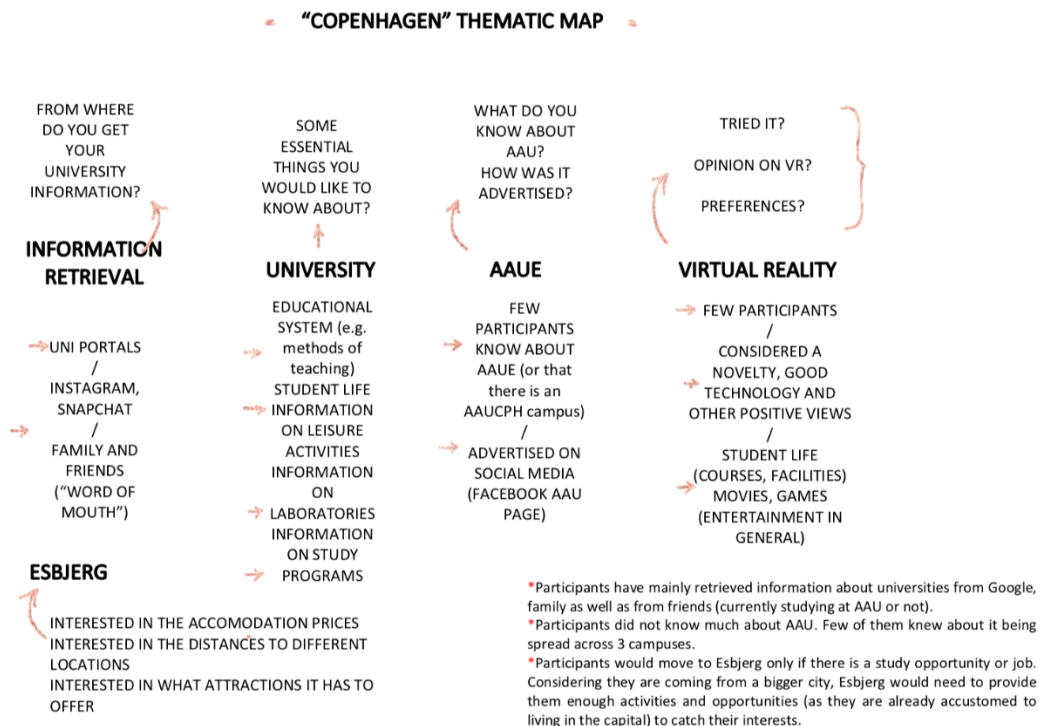 “COPENHAGEN” THEMATIC MAP
FROM WHERE
DO YOU GET
YOUR
UNIVERSITY
INFORMATION?
INFORMATION
RETRIEVAL
UNI PORTALS
/
INSTAGRAM,
SNAPCHAT
/
FAMILY AND
FRIENDS
(“WORD OF
MOUTH”)
SOME
ESSENTIAL
THINGS YOU
WOULD LIKE TO
KNOW ABOUT?
UNIVERSITY
EDUCATIONAL
SYSTEM (e.g.
methods of
teaching)
STUDENT LIFE
INFORMATION
ON LEISURE
ACTIVITIES
INFORMATION
ON
LABORATORIES
INFORMATION
ON STUDY
PROGRAMS
WHAT DO YOU
KNOW ABOUT
AAU?
HOW WAS IT
ADVERTISED?
AAUE
FEW
PARTICIPANTS
KNOW ABOUT
AAUE (or that
there is an
AAUCPH campus)
/
ADVERTISED ON
SOCIAL MEDIA
(FACEBOOK AAU
PAGE)
TRIED IT?
OPINION ON VR?
PREFERENCES?
VIRTUAL REALITY
FEW PARTICIPANTS
/
CONSIDERED A
NOVELTY, GOOD
TECHNOLOGY AND
OTHER POSITIVE VIEWS
/
STUDENT LIFE
(COURSES, FACILITIES)
MOVIES, GAMES
(ENTERTAINMENT IN
GENERAL)
ESBJERG
INTERESTED IN THE ACCOMODATION PRICES
INTERESTED IN THE DISTANCES TO DIFFERENT
LOCATIONS
INTERESTED IN WHAT ATTRACTIONS IT HAS TO
OFFER
*Participants have mainly retrieved information about universities from Google,
family as well as from friends (currently studying at AAU or not).
*Participants did not know much about AAU. Few of them knew about it being
spread across 3 campuses.
*Participants would move to Esbjerg only if there is a study opportunity or job.
Considering they are coming from a bigger city, Esbjerg would need to provide
them enough activities and opportunities (as they are already accustomed to
living in the capital) to catch their interests.